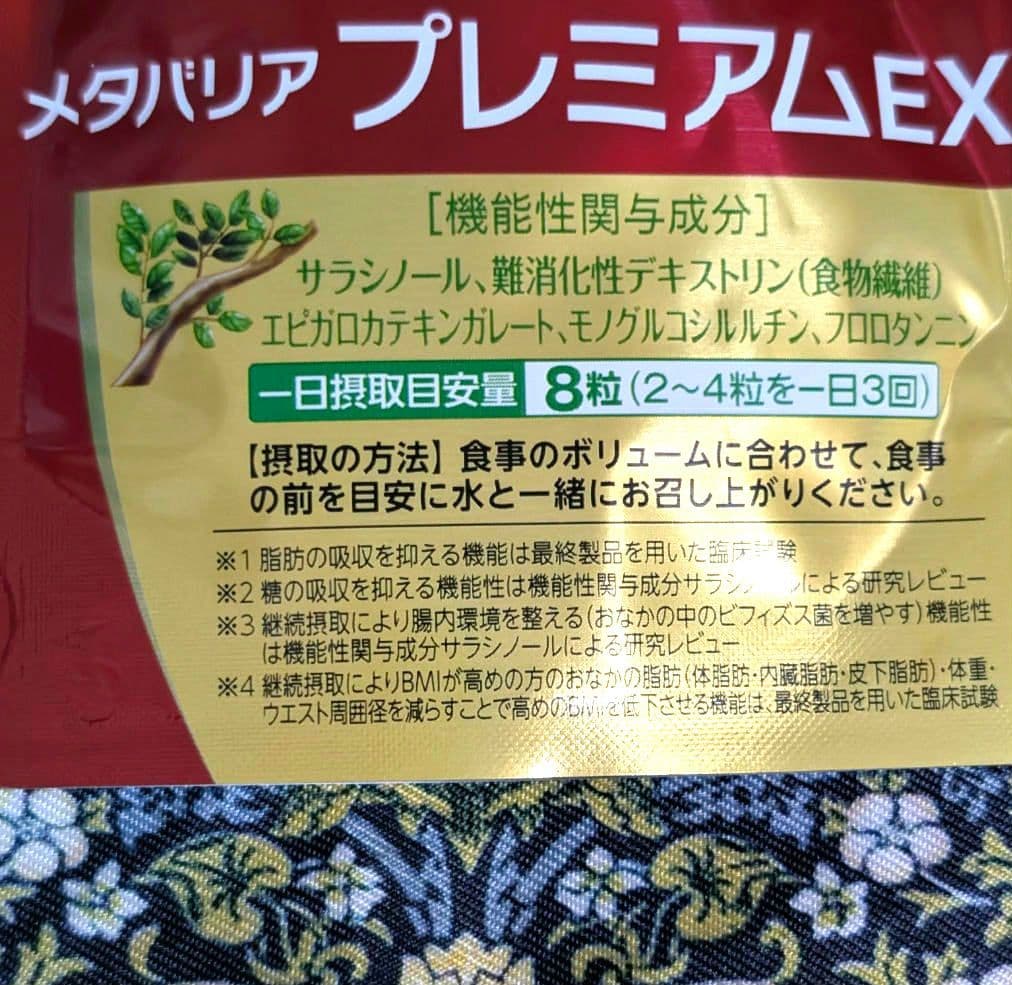 メタバリア プレミアムEX
[機能性関与成分]
サラシノール、難消化性デキストリン(食物繊維)
エピガロカテキンガレート、モノグルコシルルチン、フロロタンニン
一日摂取目安量 8粒(2～4粒を一日3回)
【摂取の方法】食事のボリュームに合わせて、食事
の前を目安に水と一緒にお召し上がりください。
※1 脂肪の吸収を抑える機能は最終製品を用いた臨床試験
※2 糖の吸収を抑える機能性は機能性関与成分サラシノールによる研究レビュー
※3 継続摂取により腸内環境を整える(おなかの中のビフィズス菌を増やす)機能性
は機能性関与成分サラシノールによる研究レビュー
※4 継続摂取によりBMIが高めの方のおなかの脂肪(体脂肪・内臓脂肪・皮下脂肪)・体重・
ウエスト周囲径を減らすことで高めのBMIを低下させる機能は、最終製品を用いた臨床試験